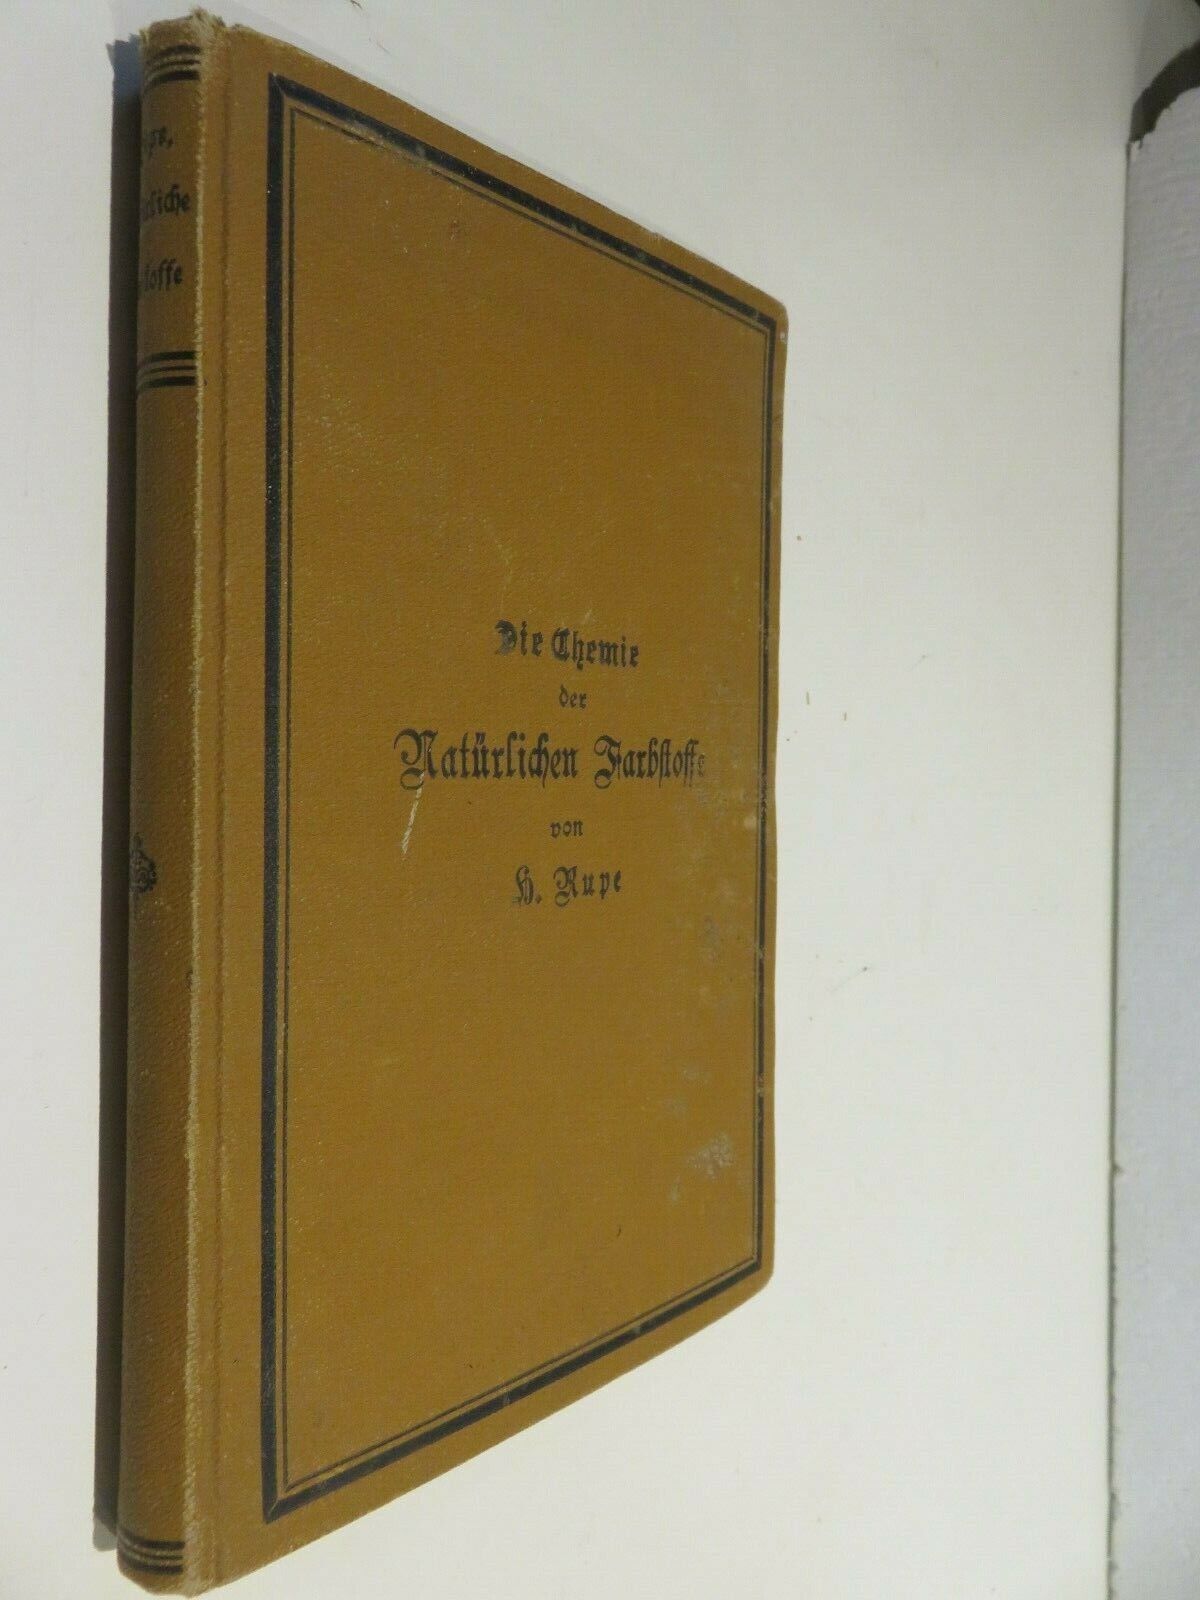 Die Chemie
der
Natürlichen Farbstoffe
von
H. Rupe